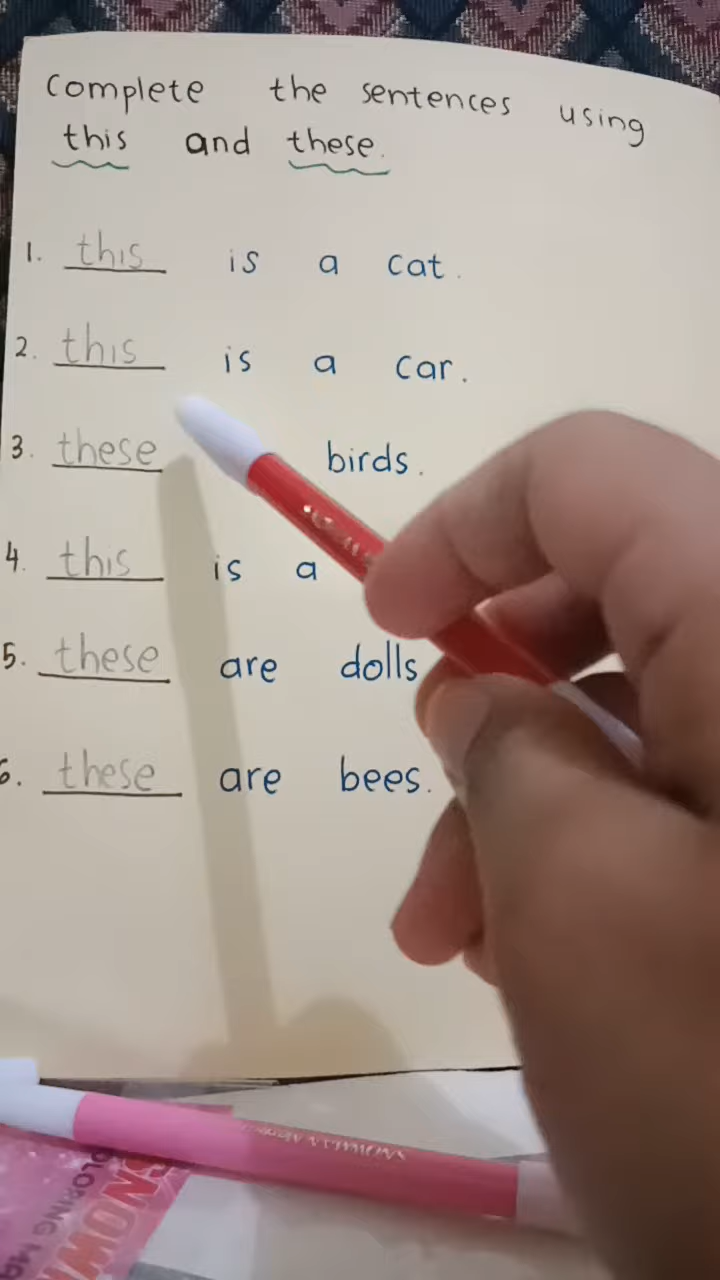 Complete the sentences using
this and these.
1. this is a cat.
2. this is a car.
3. these birds.
4. this is a
5. these are dolls
6. these are bees.
SNOW